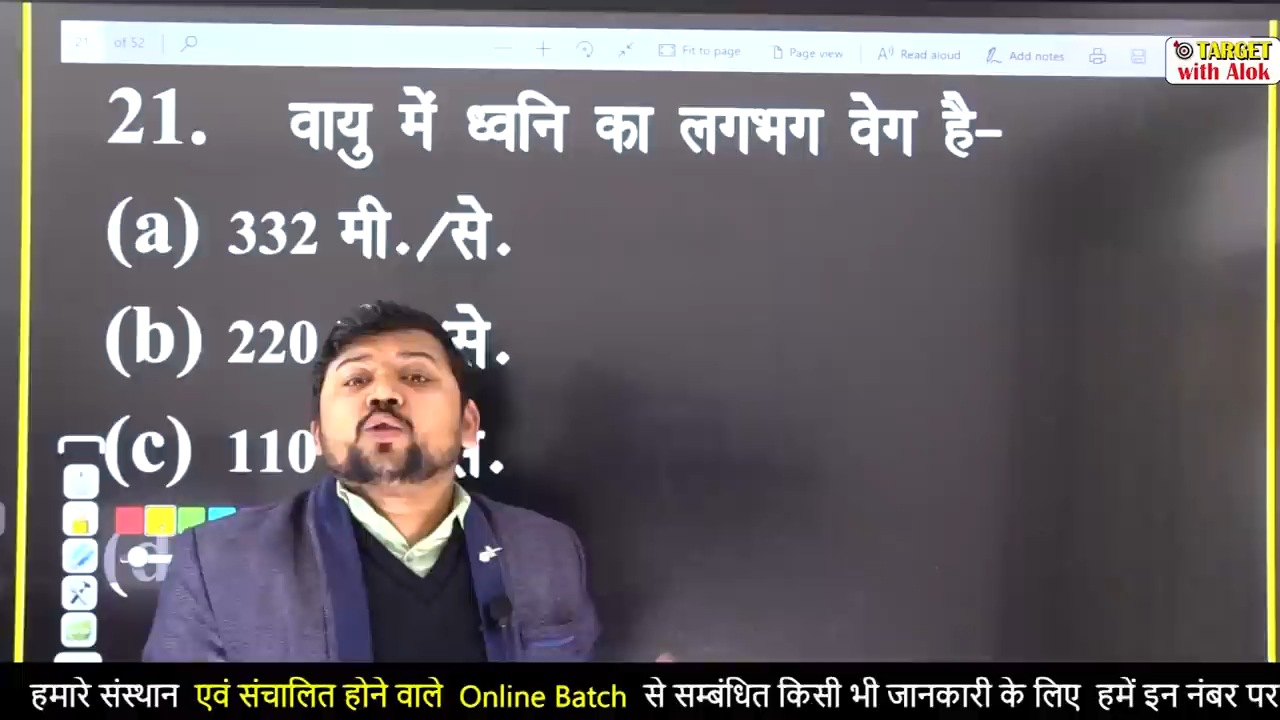 21 of 52 Fit to page Page view Read aloud Add notes
TARGET
with Alok
21. वायु में ध्वनि का लगभग वेग है-
(a) 332 मी./से.
(b) 220 से.
(c) 110
(d
हमारे संस्थान एवं संचालित होने वाले Online Batch से सम्बंधित किसी भी जानकारी के लिए हमें इन नंबर पर